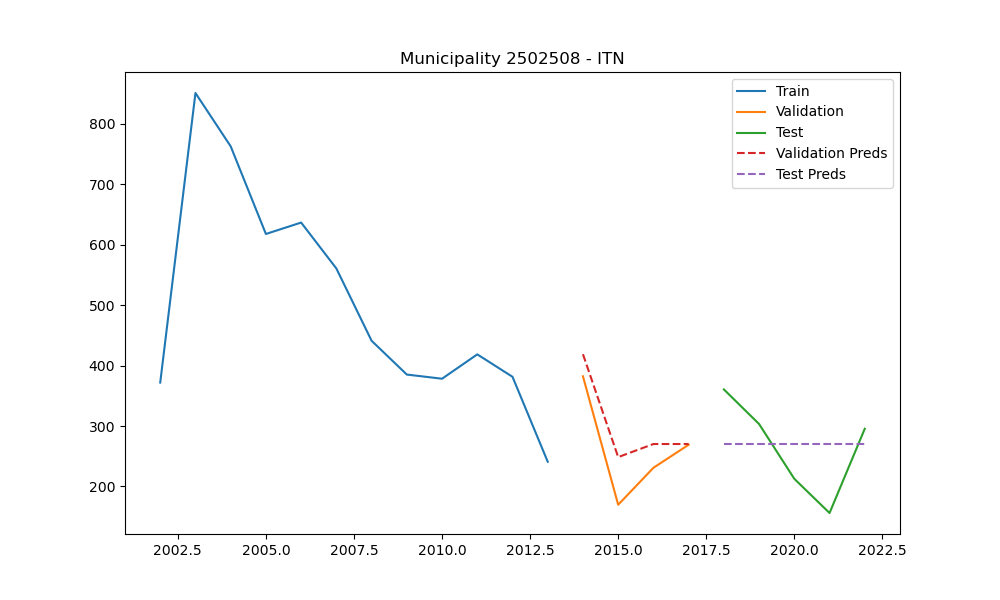 Municipality 2502508 - ITN
Train
Validation
Test
Validation Preds
Test Preds
800
700
600
500
400
300
200
2002.5 2005.0 2007.5 2010.0 2012.5 2015.0 2017.5 2020.0 2022.5